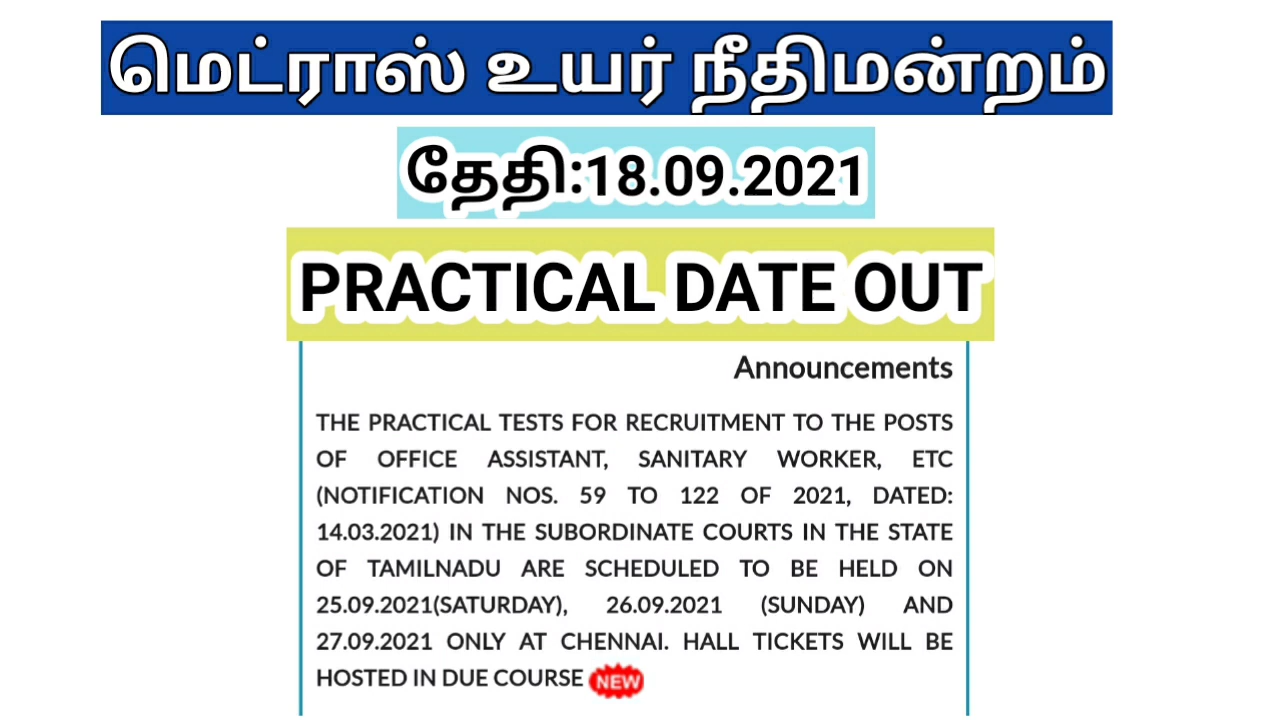 மெட்ராஸ் உயர் நீதிமன்றம்
தேதி:18.09.2021
PRACTICAL DATE OUT
Announcements
THE PRACTICAL TESTS FOR RECRUITMENT TO THE POSTS
OF OFFICE ASSISTANT, SANITARY WORKER, ETC
(NOTIFICATION NOS. 59 TO 122 OF 2021, DATED:
14.03.2021) IN THE SUBORDINATE COURTS IN THE STATE
OF TAMILNADU ARE SCHEDULED TO BE HELD ON
25.09.2021(SATURDAY), 26.09.2021 (SUNDAY) AND
27.09.2021 ONLY AT CHENNAI. HALL TICKETS WILL BE
HOSTED IN DUE COURSE NEW